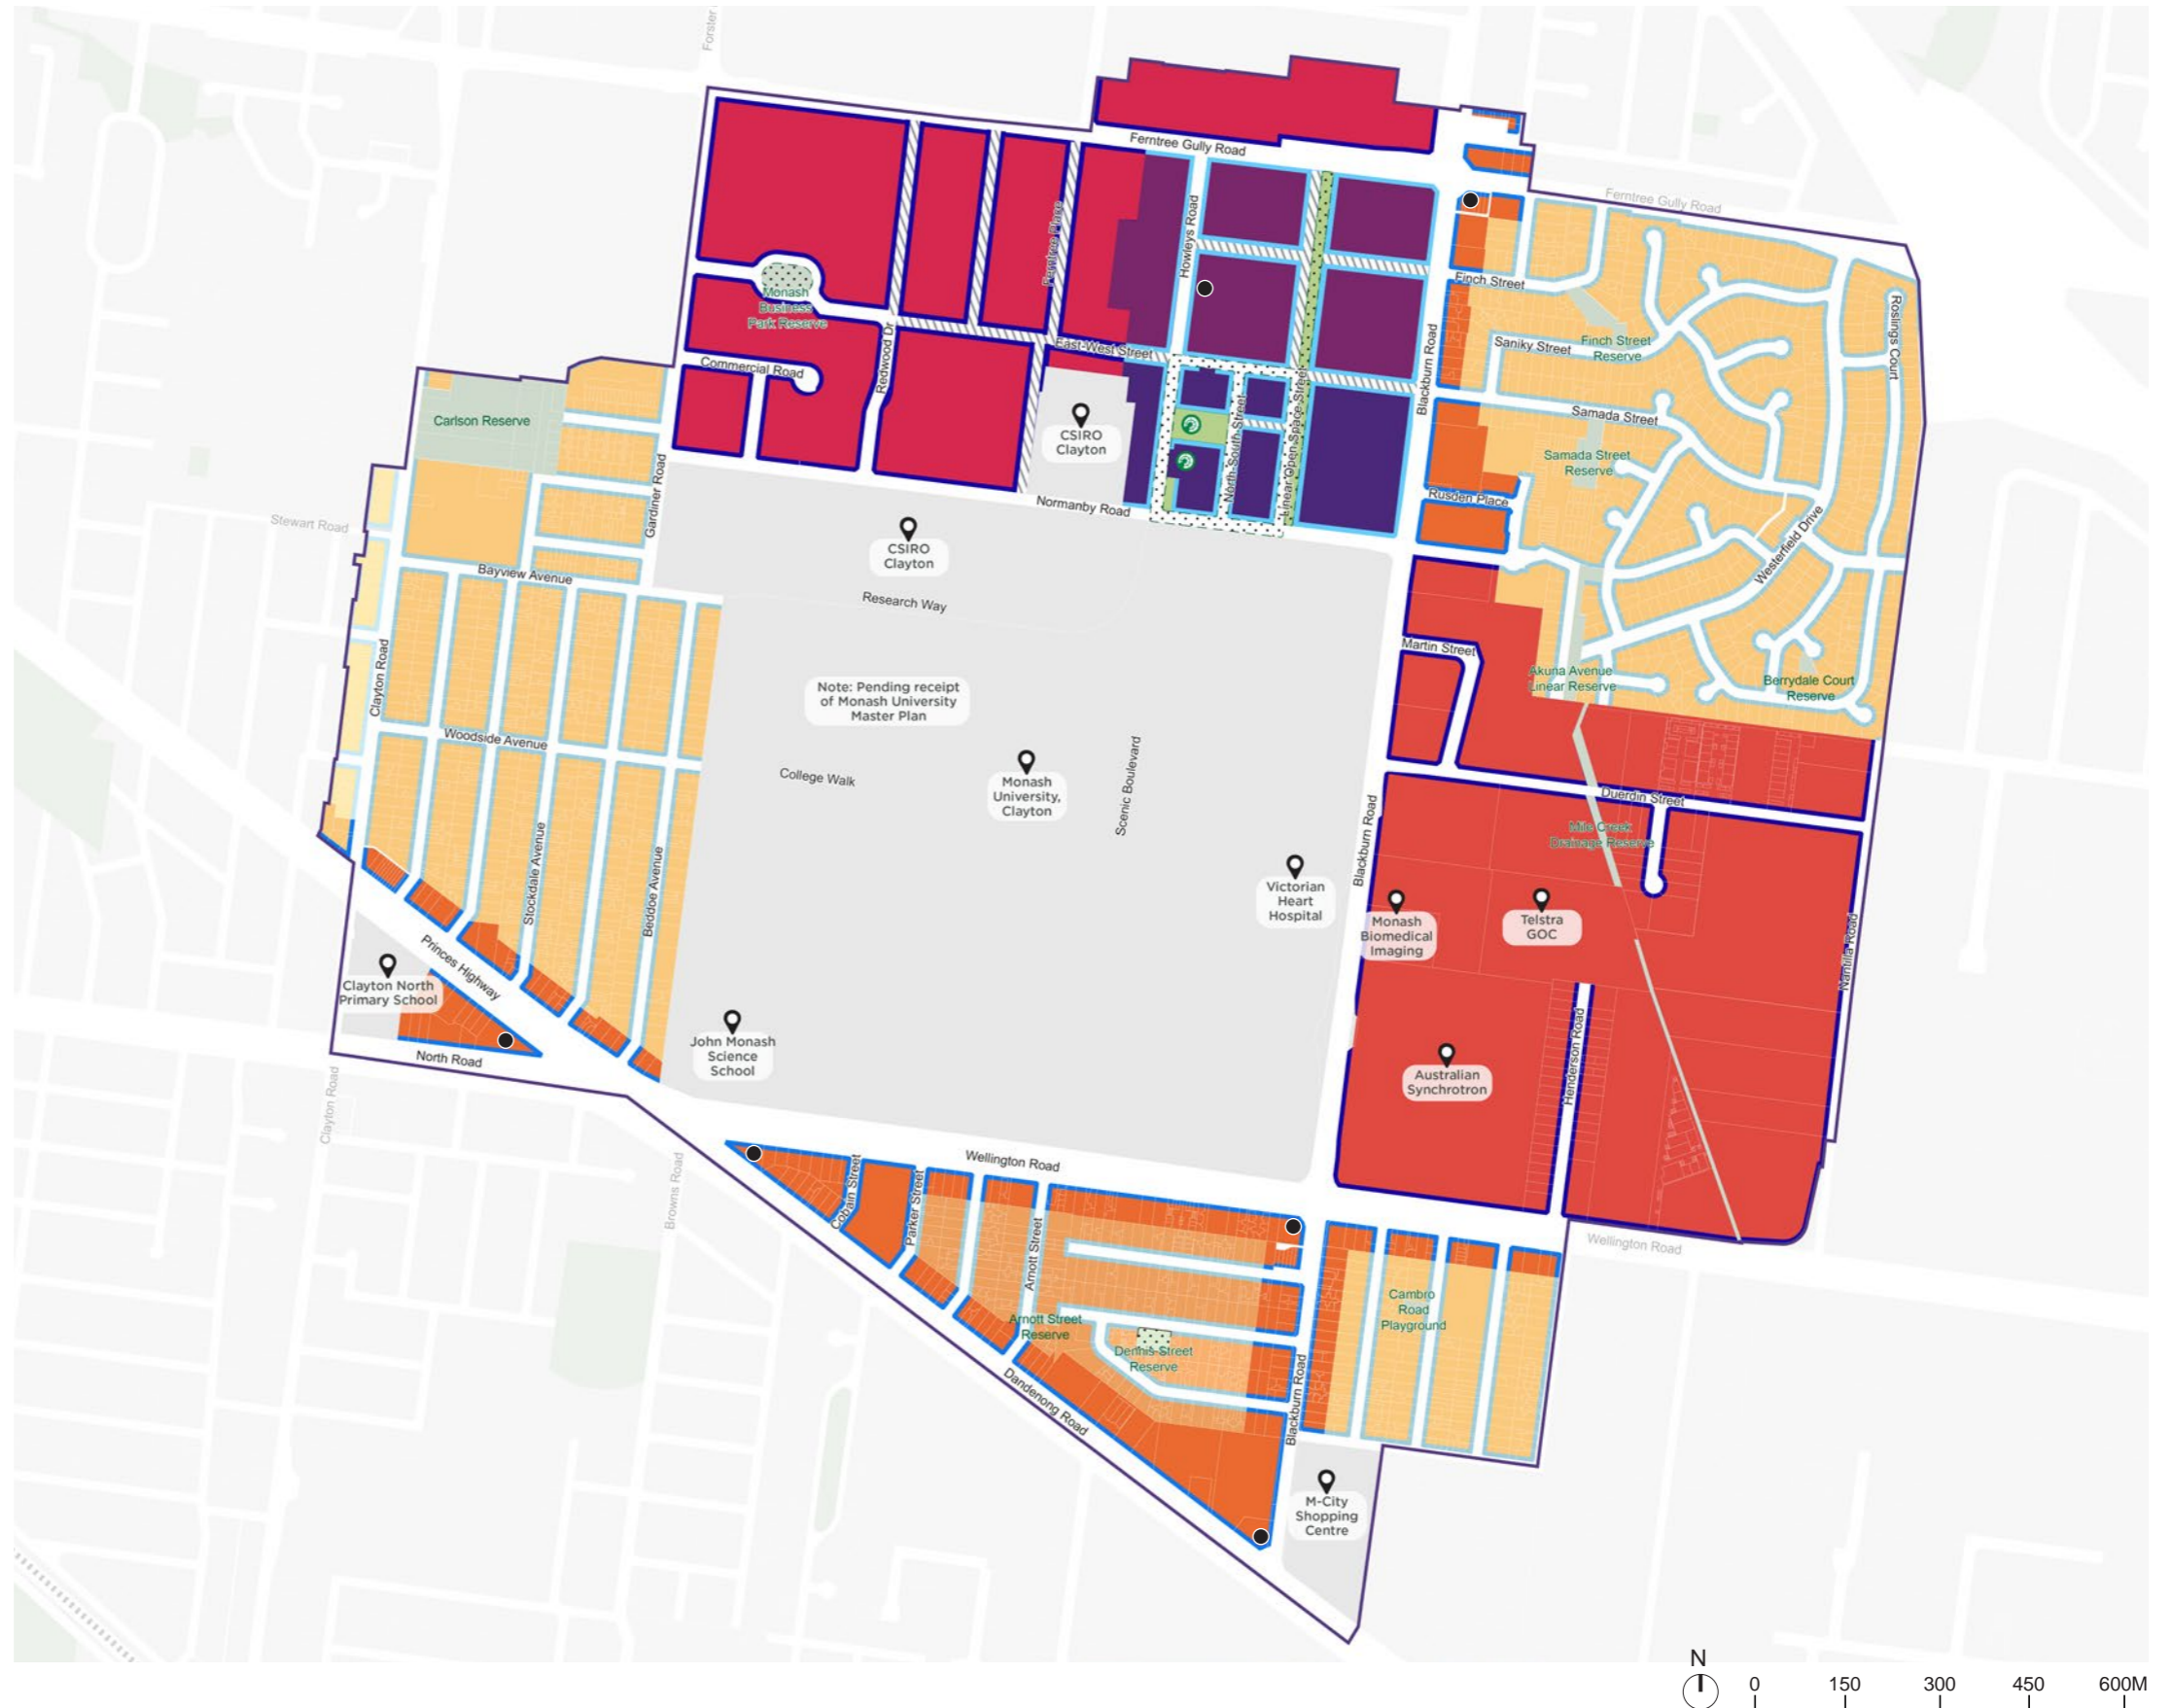 Forster
Ferntree Gully Road
Ferntree Gully Road
Howleys Road
Ferntree Place
Monash
Business
Park Reserve
Finch Street
Roslings Court
Finch Street
Reserve
Saniky Street
East-West Street
Redwood Dr
Commercial Road
Blackburn Road
Carlson Reserve
CSIRO
Clayton
North-South Street
Linear Open Space Street
Samada Street
Samada Street
Reserve
Gardiner Road
Rusden Place
Normanby Road
Stewart Road
CSIRO
Clayton
Westerfield Drive
Bayview Avenue
Research Way
Clayton Road
Martin Street
Note: Pending receipt
of Monash University
Master Plan
Akuna Avenue
Linear Reserve
Berrydale Court
Reserve
Woodside Avenue
College Walk
Monash
University,
Clayton
Scenic Boulevard
Duerdin Street
Mile Creek
Drainage Reserve
Stockdale Avenue
Beddoe Avenue
Blackburn Road
Victorian
Heart
Hospital
Monash
Biomedical
Imaging
Telstra
GOC
Nantilla Road
Princes Highway
Clayton North
Primary School
John Monash
Science
School
Henderson Road
Australian
Synchrotron
North Road
Clayton Road
Browns Road
Wellington Road
Cobain Street
Parker Street
Arnott Street
Wellington Road
Cambro
Road
Playground
Arnott Street
Reserve
Dennis Street
Reserve
Dandenong Road
Blackburn Road
M-City
Shopping
Centre
N
0 150 300 450 600M